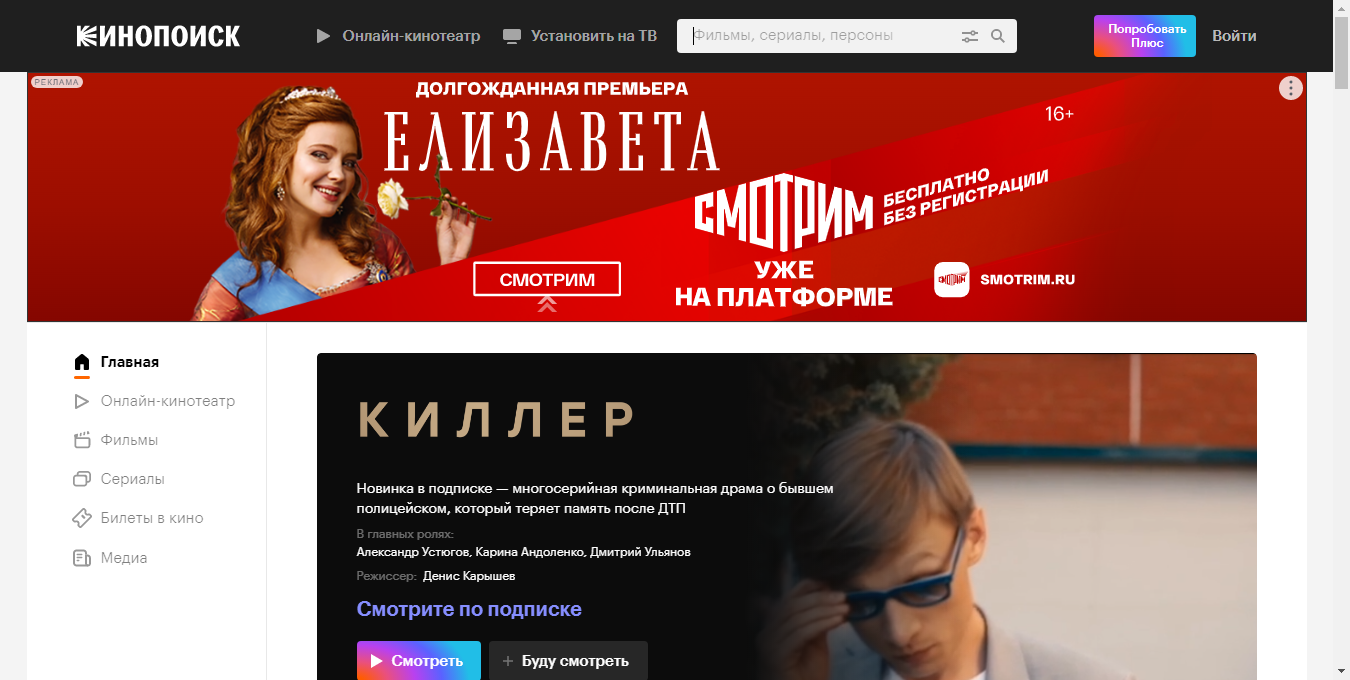 КИНОПОИСК
Онлайн-кинотеатр
Установить на ТВ
Фильмы, сериалы, персоны
Попробовать
Плюс
Войти
РЕКЛАМА
ДОЛГОЖДАННАЯ ПРЕМЬЕРА
ЕЛИЗАВЕТА
16+
СМОТРИМ
БЕСПЛАТНО
БЕЗ РЕГИСТРАЦИИ
СМОТРИМ
УЖЕ
НА ПЛАТФОРМЕ
СМОТРИМ
SMOTRIM.RU
Главная
Онлайн-кинотеатр
Фильмы
Сериалы
Билеты в кино
Медиа
КИЛЛЕР
Новинка в подписке — многосерийная криминальная драма о бывшем
полицейском, который теряет память после ДТП
В главных ролях:
Александр Устюгов, Карина Андоленко, Дмитрий Ульянов
Режиссер: Денис Карышев
Смотрите по подписке
Смотреть
Буду смотреть